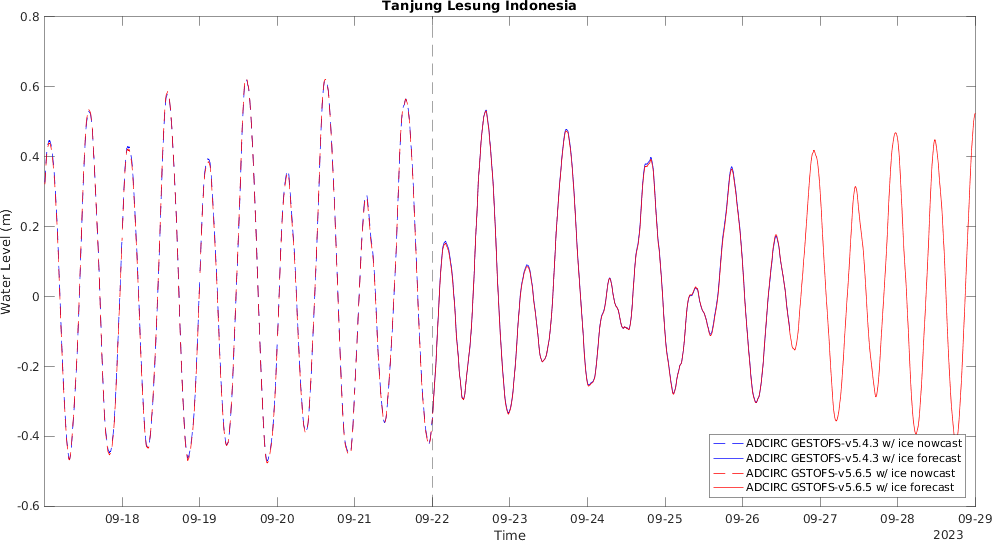 Tanjung Lesung Indonesia
0.8
0.6
0.4
0.2
0
-0.2
-0.4
-0.6
Water Level (m)
ADCIRC GESTOFS-v5.4.3 w/ ice nowcast
ADCIRC GESTOFS-v5.4.3 w/ ice forecast
ADCIRC GSTOFS-v5.6.5 w/ ice nowcast
ADCIRC GSTOFS-v5.6.5 w/ ice forecast
09-18 09-19 09-20 09-21 09-22 09-23 09-24 09-25 09-26 09-27 09-28 09-29
Time
2023